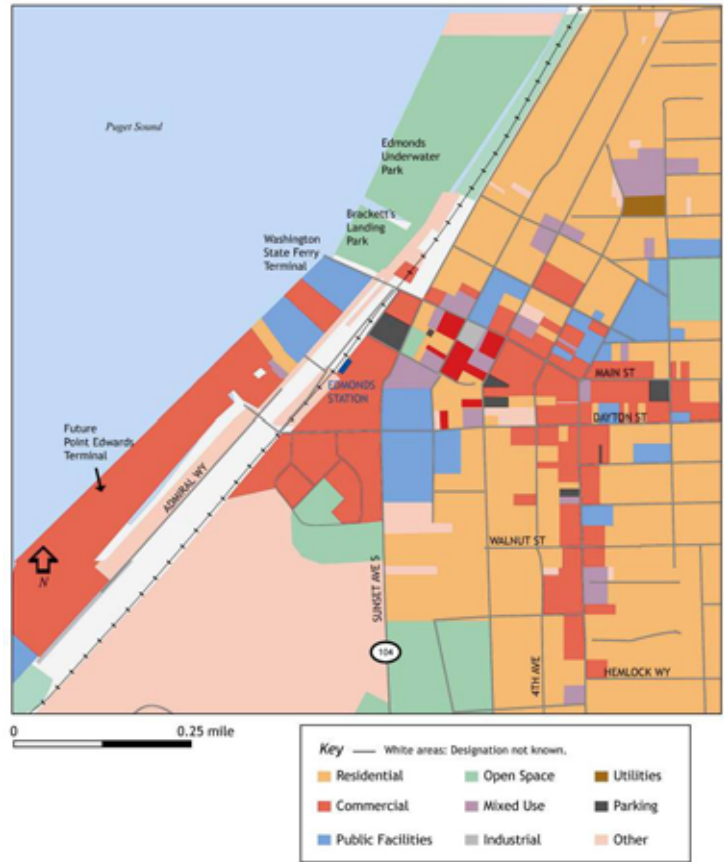 Puget Sound
Edmonds
Underwater
Park
Brackett's
Landing
Park
Washington
State Ferry
Terminal
MAIN ST
EDMONDS
STATION
DAYTON ST
Future
Point Edwards
Terminal
ADMIRAL WY
WALNUT ST
SUNSET AVE S
N
104
4TH AVE
HEMLOCK WY
0 0.25 mile
Key White areas: Designation not known.
Residential Open Space Utilities
Commercial Mixed Use Parking
Public Facilities Industrial Other